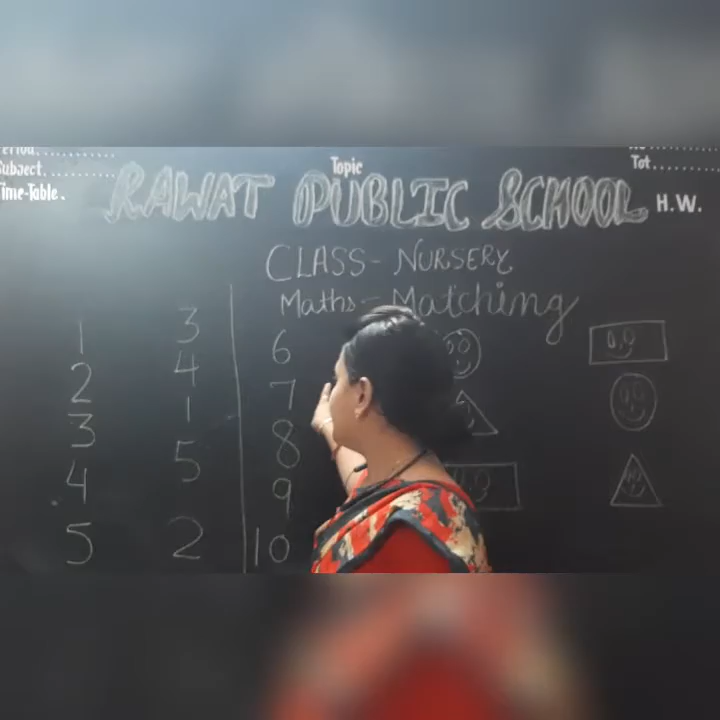 Subject..............
Topic
Tot........
Time-Table.
RAWAT PUBLIC SCHOOL
H.W.
CLASS- NURSERY
Maths- Matching
1 3 6
2 4 7
3 1 8
4 5 9
5 2 10